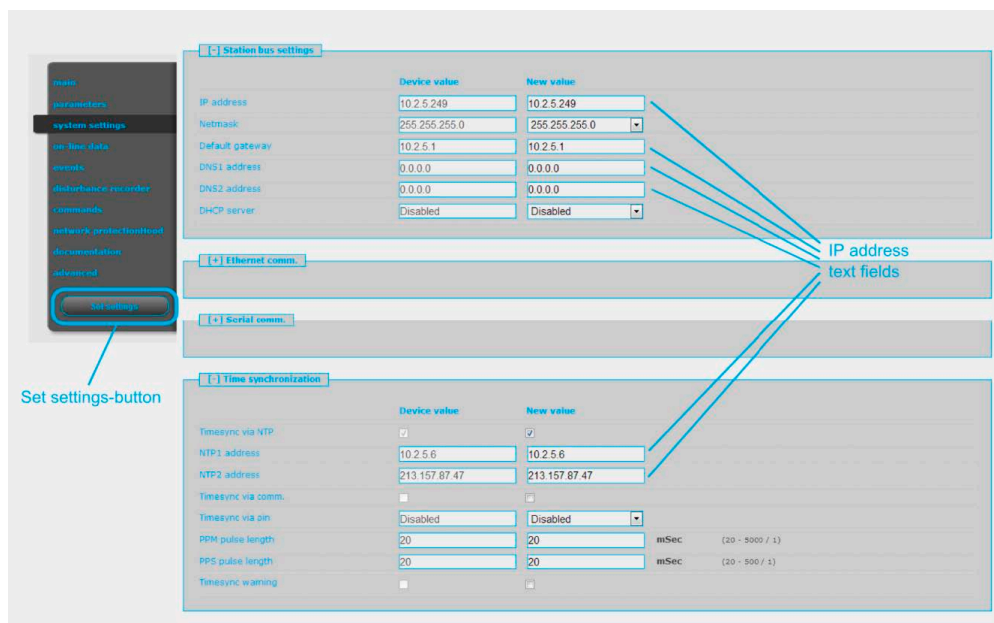 main
parameters
system settings
on-line data
events
disturbance recorder
commands
network protectionHood
documentation
advanced
Set settings
Set settings-button
[-] Station bus settings
Device value New value
IP address 10.2.5.249 10.2.5.249
Netmask 255.255.255.0 255.255.255.0
Default gateway 10.2.5.1 10.2.5.1
DNS1 address 0.0.0.0 0.0.0.0
DNS2 address 0.0.0.0 0.0.0.0
DHCP server Disabled Disabled
IP address
text fields
[+] Ethernet comm.
[+] Serial comm.
[-] Time synchronization
Device value New value
Timesync via NTP
NTP1 address 10.2.5.6 10.2.5.6
NTP2 address 213.157.87.47 213.157.87.47
Timesync via comm.
Timesync via pin Disabled Disabled
PPM pulse length 20 20 mSec (20 - 5000 / 1)
PPS pulse length 20 20 mSec (20 - 500 / 1)
Timesync warning